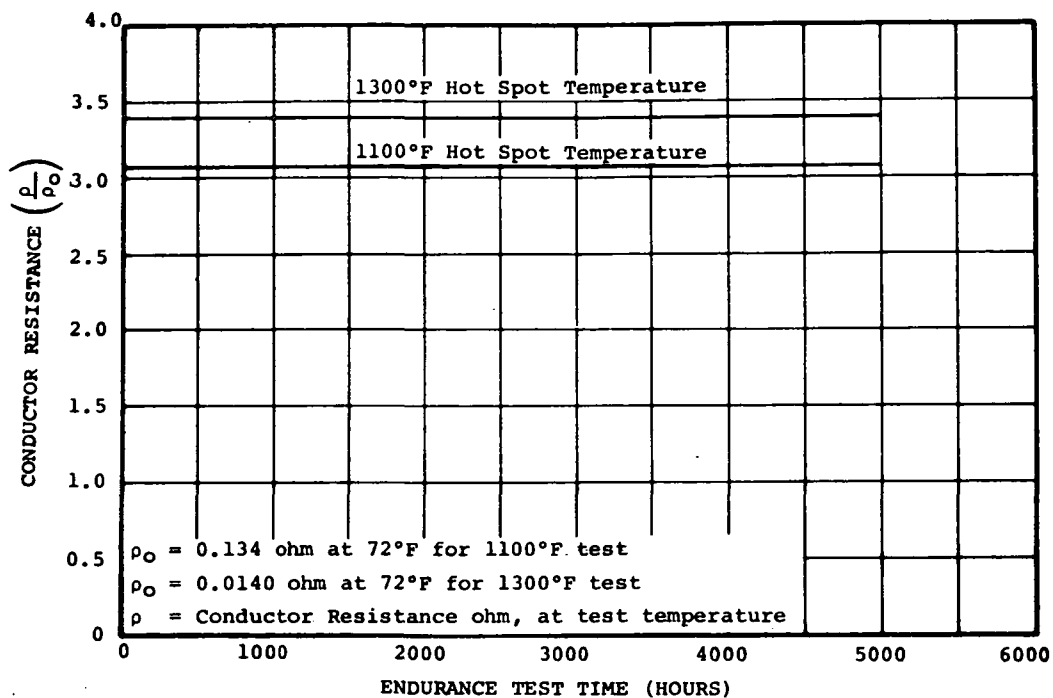 4.0
1300°F Hot Spot Temperature
3.5
1100°F Hot Spot Temperature
3.0
CONDUCTOR RESISTANCE (ρ/ρo)
2.5
2.0
1.5
1.0
ρo = 0.134 ohm at 72°F for 1100°F test
0.5
ρo = 0.0140 ohm at 72°F for 1300°F test
ρ = Conductor Resistance ohm, at test temperature
0
0 1000 2000 3000 4000 5000 6000
ENDURANCE TEST TIME (HOURS)